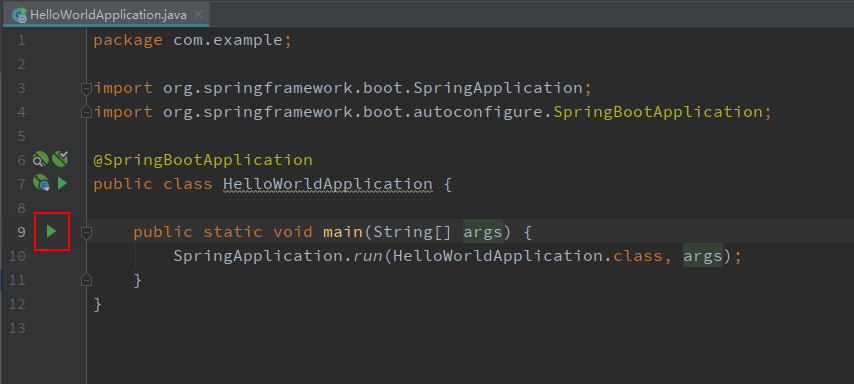 HelloWorldApplication.java
1 package com.example;
2
3 import org.springframework.boot.SpringApplication;
4 import org.springframework.boot.autoconfigure.SpringBootApplication;
5
6 @SpringBootApplication
7 public class HelloWorldApplication {
8
9     public static void main(String[] args) {
10         SpringApplication.run(HelloWorldApplication.class, args);
11     }
12 }
13